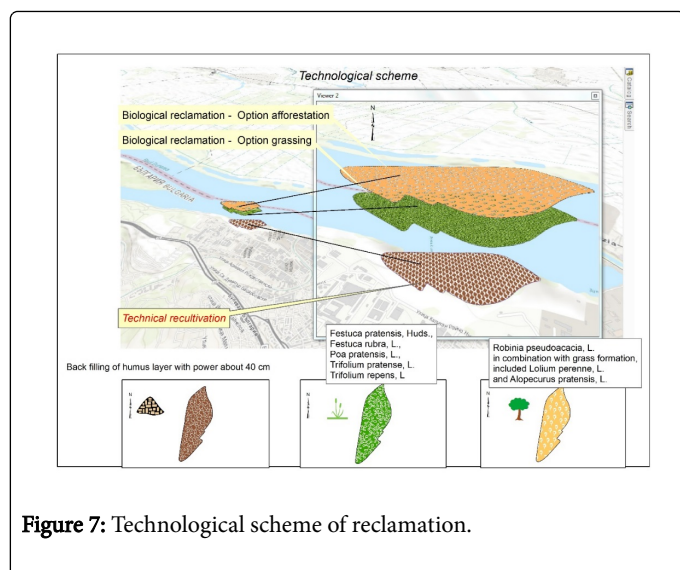 Technological scheme
Viewer 2
Catalog
Search
Biological reclamation - Option afforestation
Biological reclamation - Option grassing
N
Technical recultivation
Festuca pratensis, Huds.,
Festuca rubra, L.,
Poa pratensis, L.,
Trifolium pratense, L.
Trifolium repens, L
Robinia pseudoacacia, L.
in combination with grass formation,
included Lolium perenne, L.
and Alopecurus pratensis, L.
Back filling of humus layer with power about 40 cm
N
N
N
Figure 7: Technological scheme of reclamation.